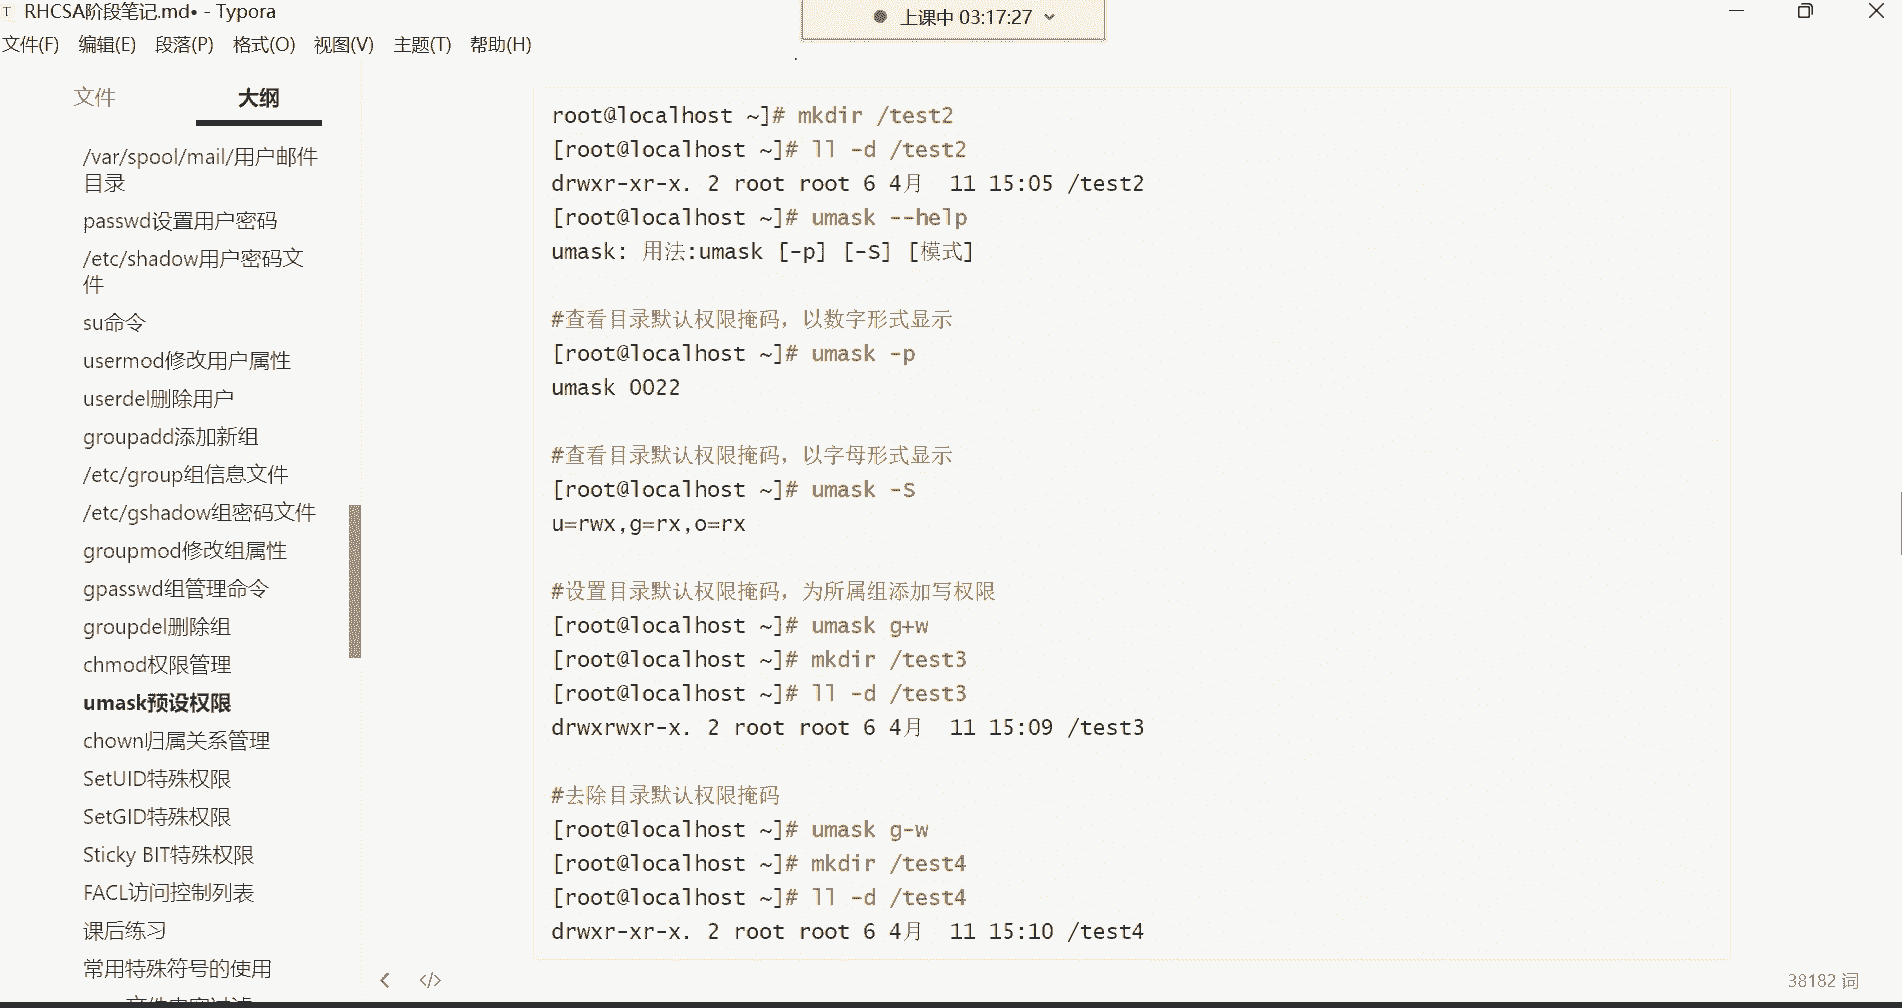 RHCSA阶段笔记.md• - Typora
上课中 03:17:27
文件(F) 编辑(E) 段落(P) 格式(O) 视图(V) 主题(T) 帮助(H)
文件 大纲
/var/spool/mail/用户邮件
目录
passwd设置用户密码
/etc/shadow用户密码文
件
su命令
usermod修改用户属性
userdel删除用户
groupadd添加新组
/etc/group组信息文件
/etc/gshadow组密码文件
groupmod修改组属性
gpasswd组管理命令
groupdel删除组
chmod权限管理
umask预设权限
chown归属关系管理
SetUID特殊权限
SetGID特殊权限
Sticky BIT特殊权限
FACL访问控制列表
课后练习
常用特殊符号的使用
root@localhost ~]# mkdir /test2
[root@localhost ~]# ll -d /test2
drwxr-xr-x. 2 root root 6 4月  11 15:05 /test2
[root@localhost ~]# umask --help
umask: 用法:umask [-p] [-S] [模式]
#查看目录默认权限掩码，以数字形式显示
[root@localhost ~]# umask -p
umask 0022
#查看目录默认权限掩码，以字母形式显示
[root@localhost ~]# umask -S
u=rwx,g=rx,o=rx
#设置目录默认权限掩码，为所属组添加写权限
[root@localhost ~]# umask g+w
[root@localhost ~]# mkdir /test3
[root@localhost ~]# ll -d /test3
drwxrwxr-x. 2 root root 6 4月  11 15:09 /test3
#去除目录默认权限掩码
[root@localhost ~]# umask g-w
[root@localhost ~]# mkdir /test4
[root@localhost ~]# ll -d /test4
drwxr-xr-x. 2 root root 6 4月  11 15:10 /test4
38182 词